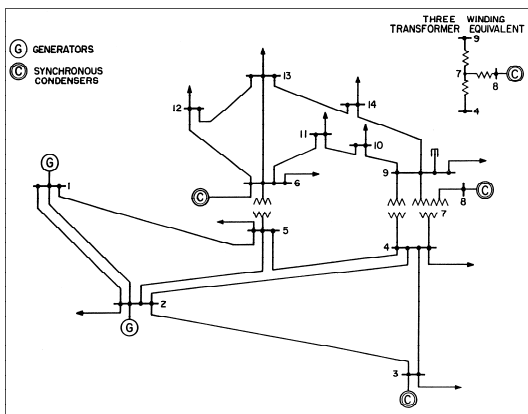 THREE WINDING
TRANSFORMER EQUIVALENT
G GENERATORS
C SYNCHRONOUS
CONDENSERS
9
7
8
C
4
13
14
12
11
10
9
G
1
C
6
C
8
7
5
4
2
G
3
C